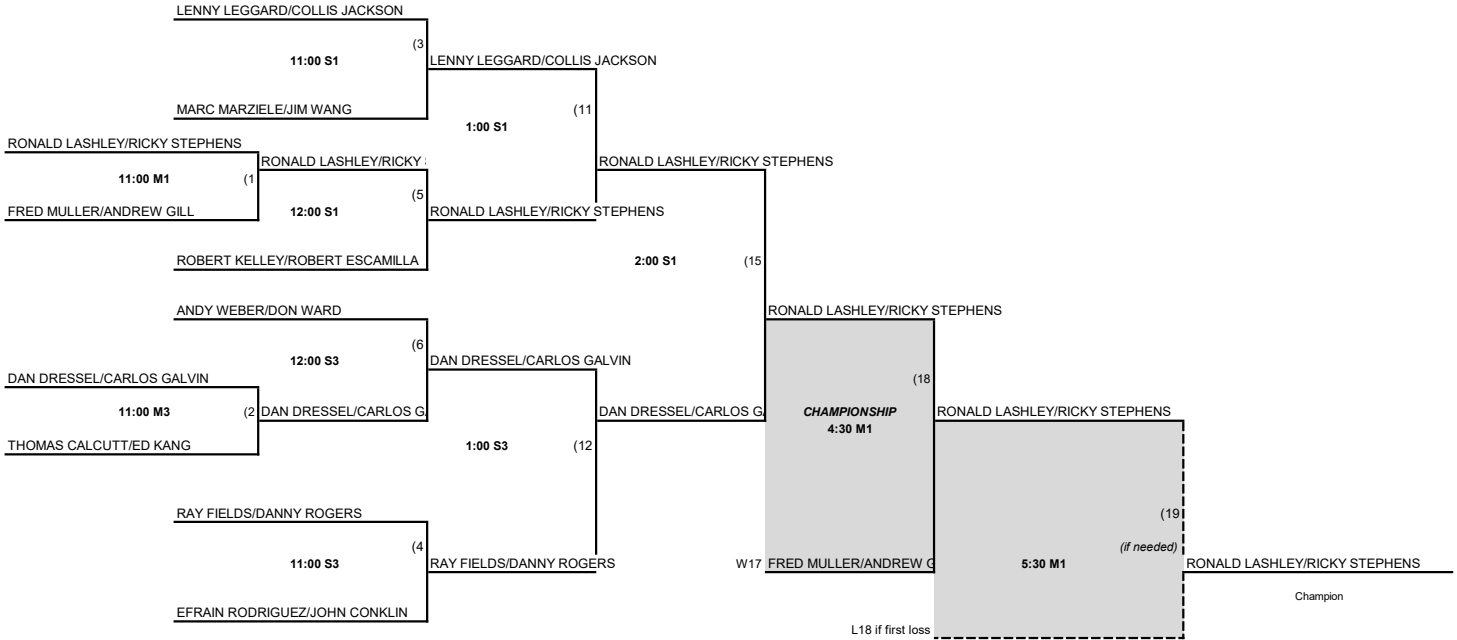 LENNY LEGGARD/COLLIS JACKSON
(3
11:00 S1
LENNY LEGGARD/COLLIS JACKSON
MARC MARZIELE/JIM WANG
(11
1:00 S1
RONALD LASHLEY/RICKY STEPHENS
RONALD LASHLEY/RICKY
RONALD LASHLEY/RICKY STEPHENS
11:00 M1
(1
(5
FRED MULLER/ANDREW GILL
12:00 S1
RONALD LASHLEY/RICKY STEPHENS
ROBERT KELLEY/ROBERT ESCAMILLA
2:00 S1
(15
ANDY WEBER/DON WARD
RONALD LASHLEY/RICKY STEPHENS
(6
12:00 S3
DAN DRESSEL/CARLOS GALVIN
DAN DRESSEL/CARLOS GALVIN
(18
11:00 M3
(2
DAN DRESSEL/CARLOS G
DAN DRESSEL/CARLOS G
CHAMPIONSHIP
RONALD LASHLEY/RICKY STEPHENS
4:30 M1
THOMAS CALCUTT/ED KANG
1:00 S3
(12
RAY FIELDS/DANNY ROGERS
(19
(4
(if needed)
11:00 S3
RAY FIELDS/DANNY ROGERS
W17
FRED MULLER/ANDREW G
5:30 M1
RONALD LASHLEY/RICKY STEPHENS
Champion
EFRAIN RODRIGUEZ/JOHN CONKLIN
L18 if first loss